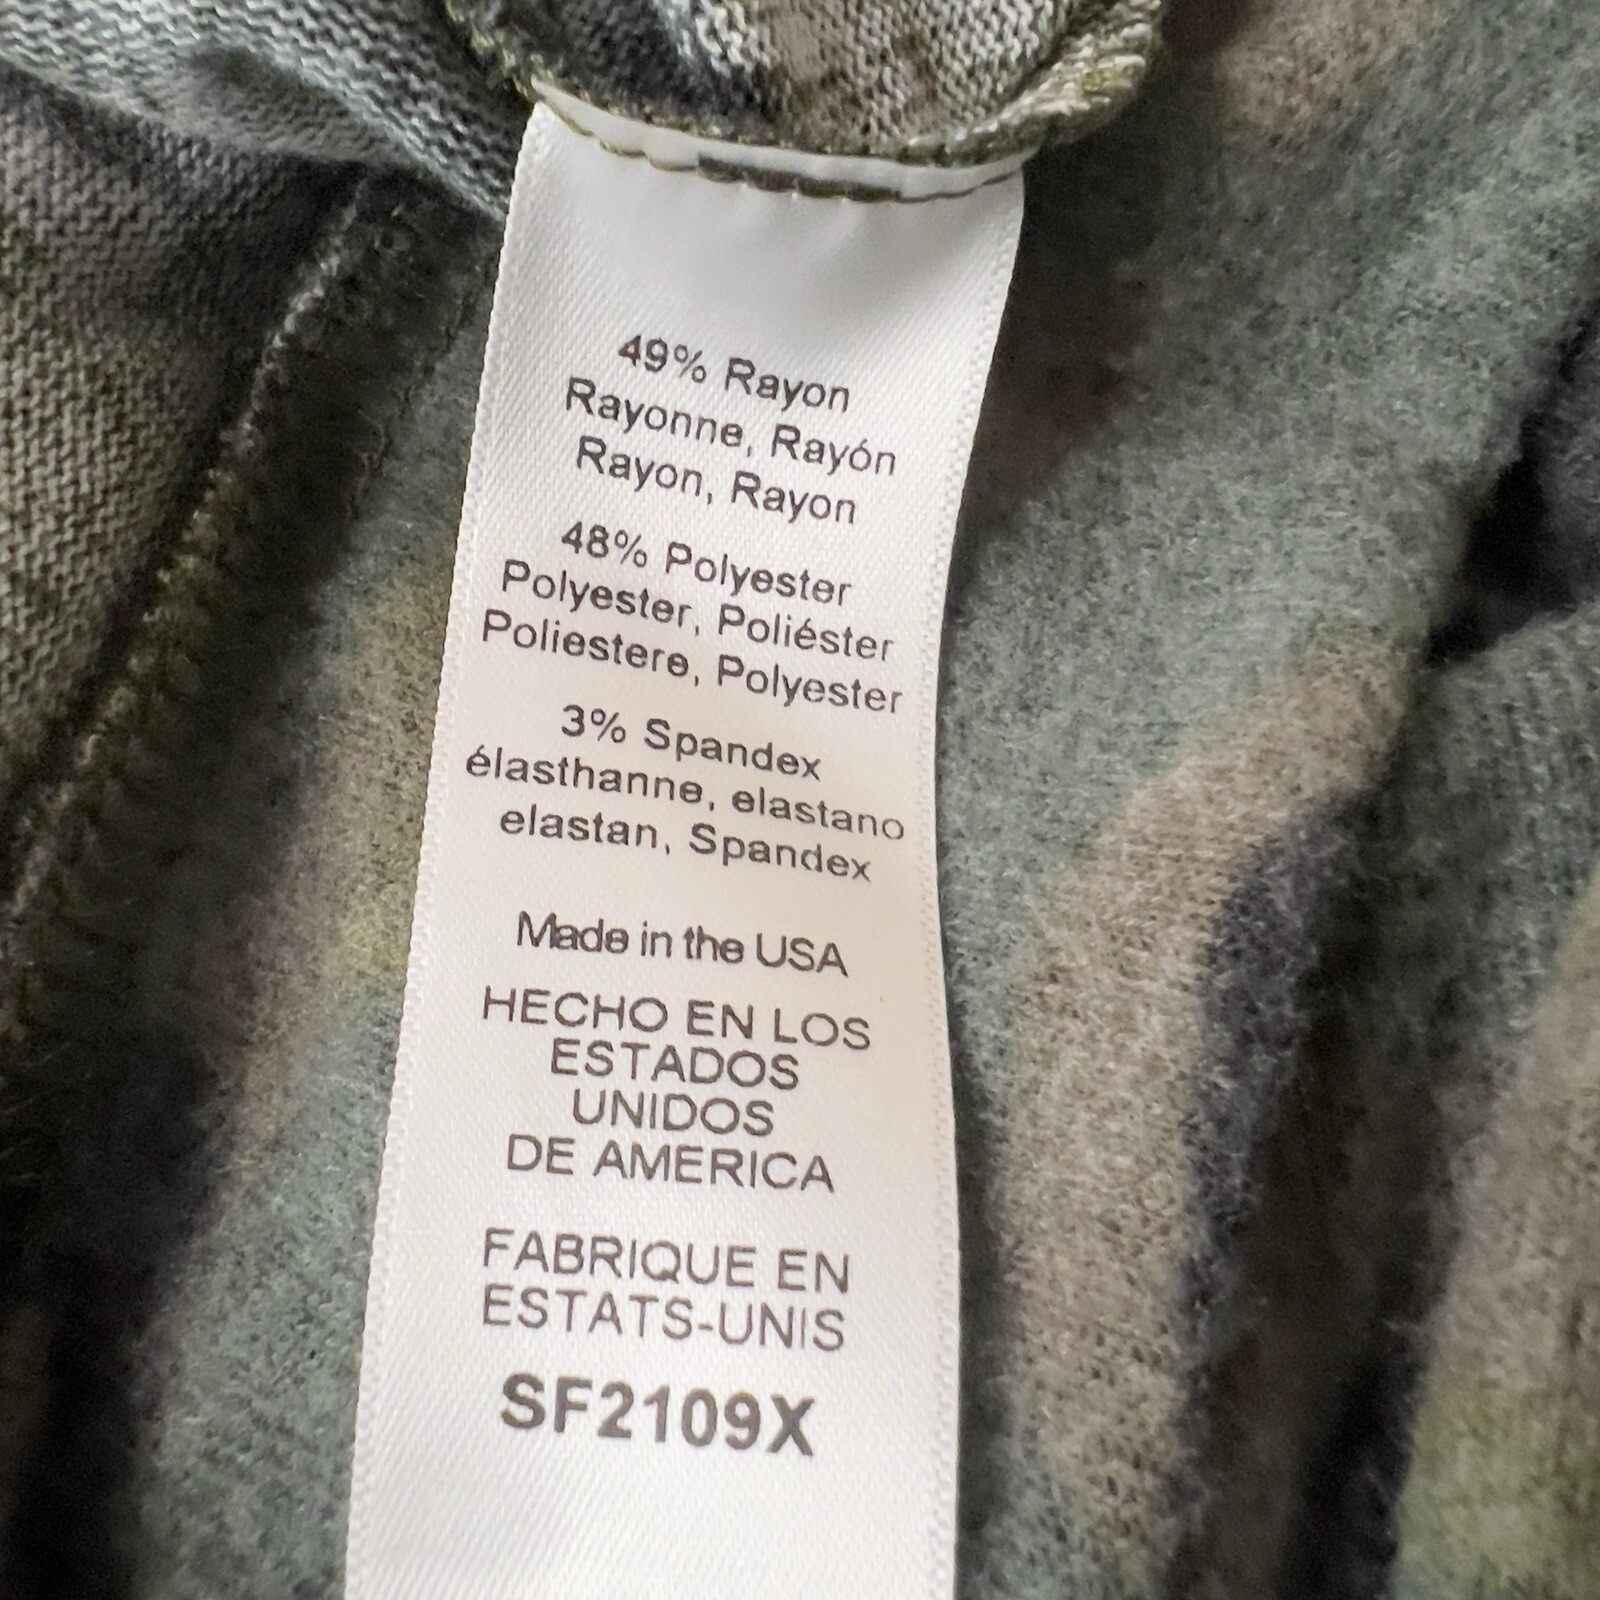 49% Rayon
Rayonne, Rayón
Rayon, Rayon
48% Polyester
Polyester, Poliéster
Poliestere, Polyester
3% Spandex
élasthanne, elastano
elastan, Spandex
Made in the USA
HECHO EN LOS
ESTADOS
UNIDOS
DE AMERICA
FABRIQUE EN
ESTATS-UNIS
SF2109X